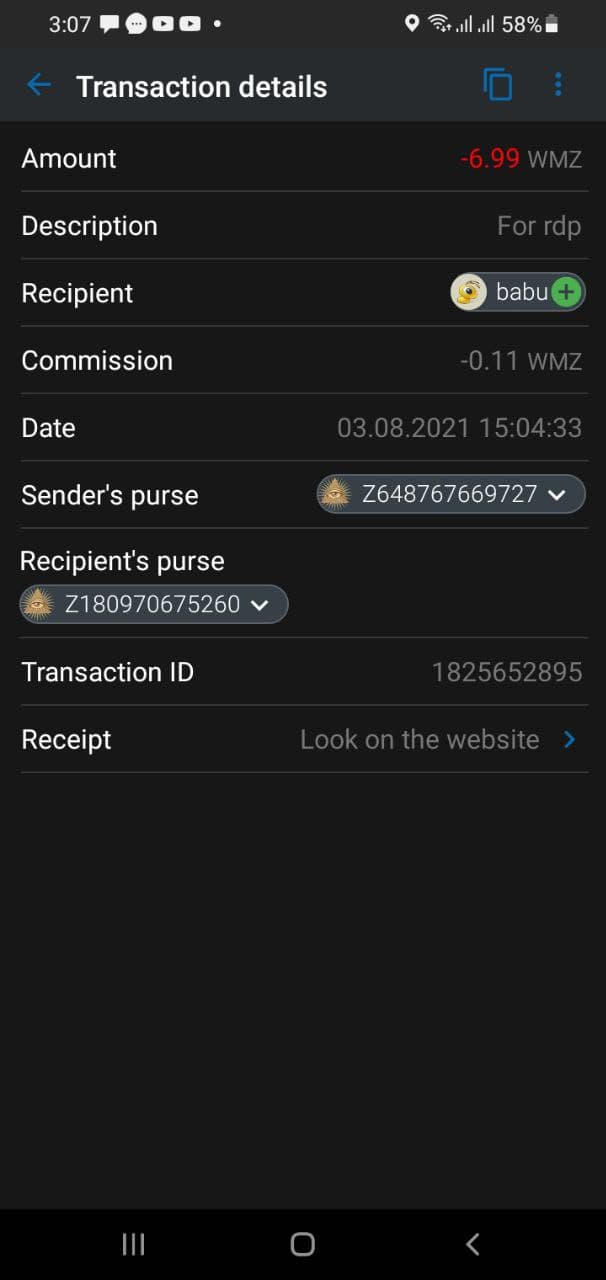 3:07
58%
Transaction details
Amount -6.99 WMZ
Description For rdp
Recipient babu
Commission -0.11 WMZ
Date 03.08.2021 15:04:33
Sender's purse Z648767669727
Recipient's purse
Z180970675260
Transaction ID 1825652895
Receipt Look on the website